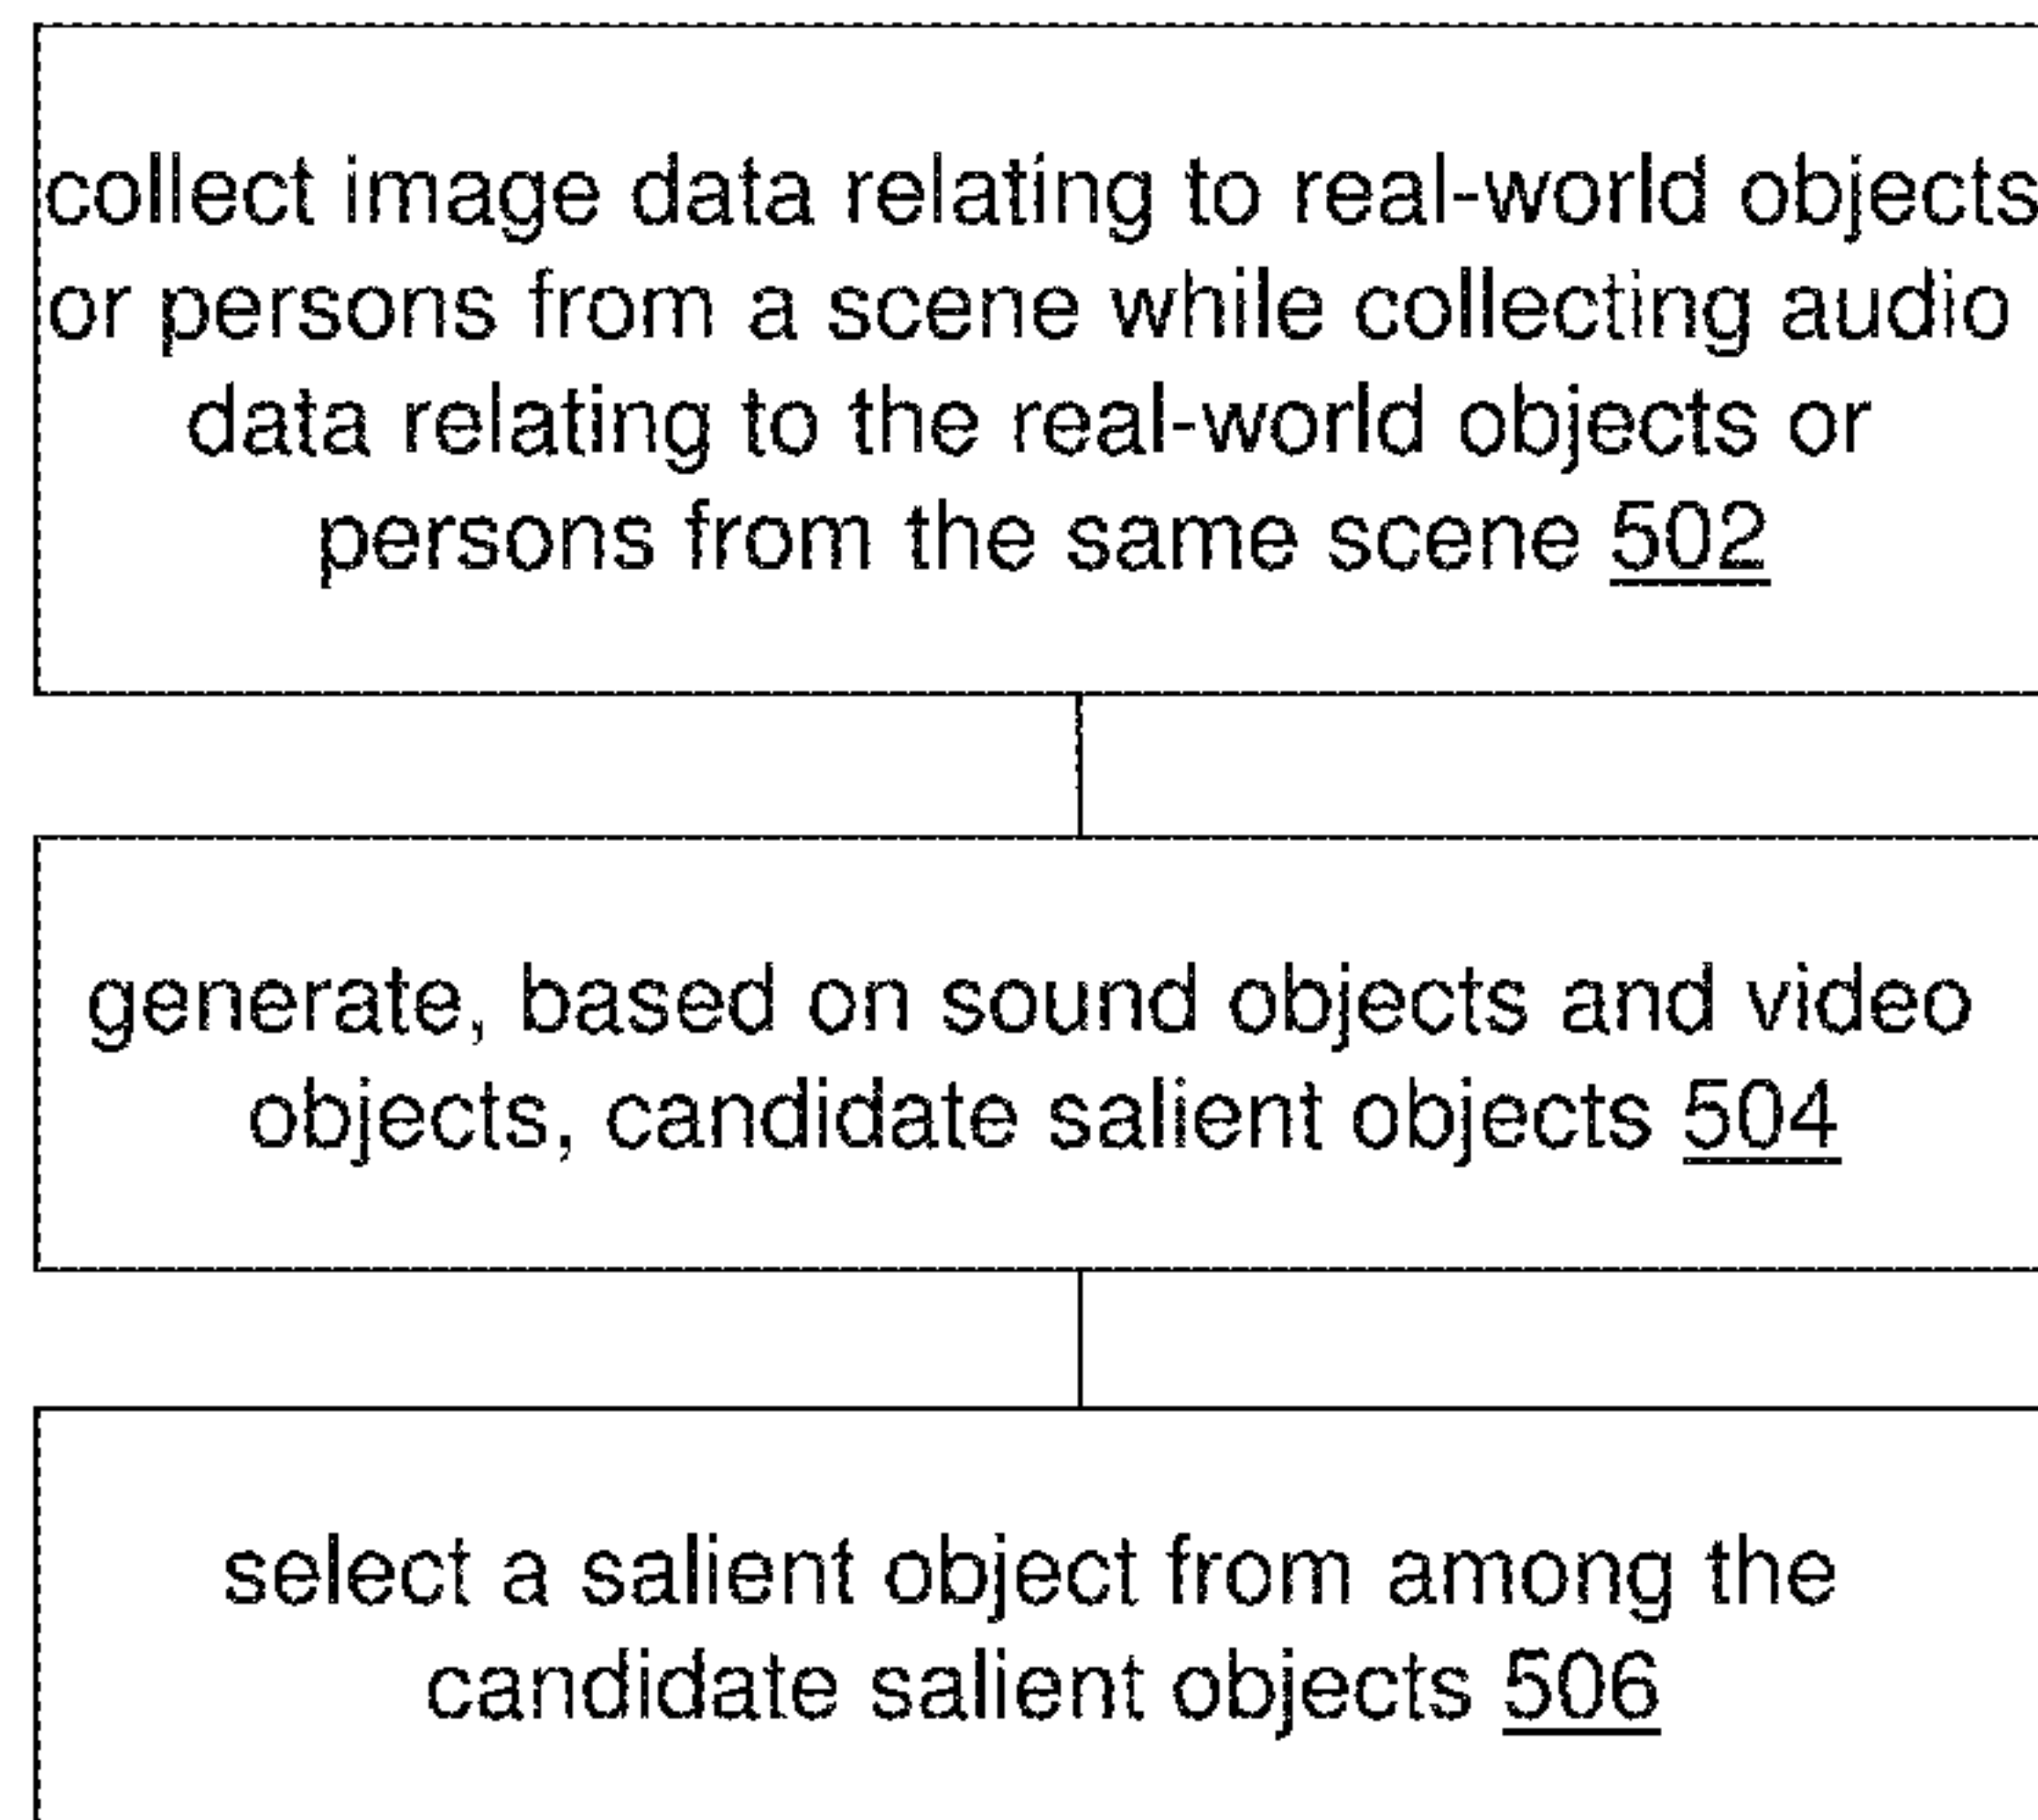 collect image data relating to real-world objects
or persons from a scene while collecting audio
data relating to the real-world objects or
persons from the same scene 502
generate, based on sound objects and video
objects, candidate salient objects 504
select a salient object from among the
candidate salient objects 506